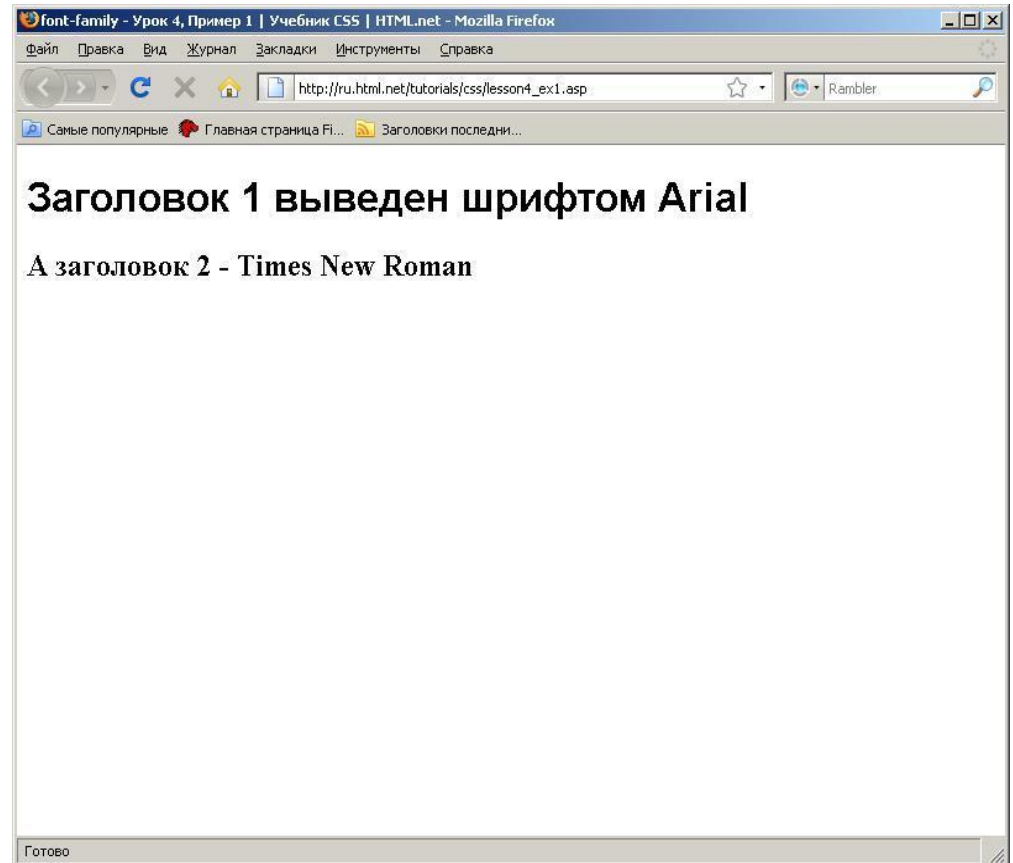 font-family - Урок 4, Пример 1 | Учебник CSS | HTML.net - Mozilla Firefox
Файл Правка Вид Журнал Закладки Инструменты Справка
http://ru.html.net/tutorials/css/lesson4_ex1.asp Rambler
Самые популярные Главная страница Fi... Заголовки последни...
Заголовок 1 выведен шрифтом Arial
А заголовок 2 - Times New Roman
Готово